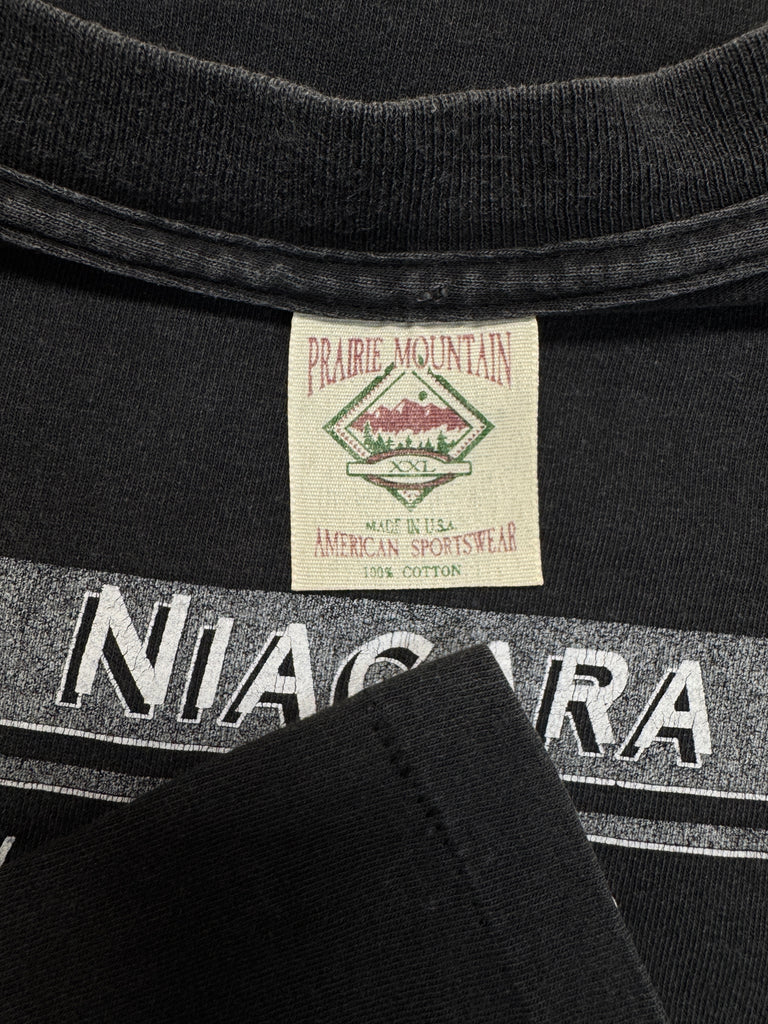 PRAIRIE MOUNTAIN
XXL
MADE IN U.S.A.
AMERICAN SPORTSWEAR
100% COTTON
NIAGARA